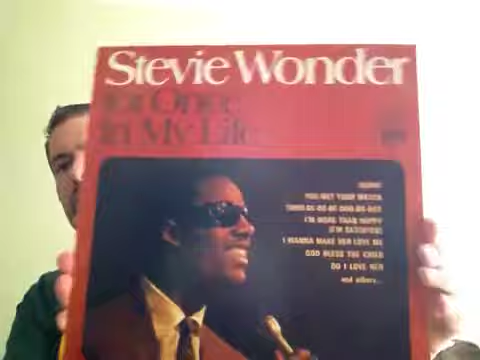 Stevie Wonder
for Once
in My Life
SUNNY
YOU MET YOUR MATCH
I'M MORE THAN HAPPY
(I'M SATISFIED)
I WANNA MAKE HER LOVE ME
GOD BLESS THE CHILD
DO I LOVE HER
and others...